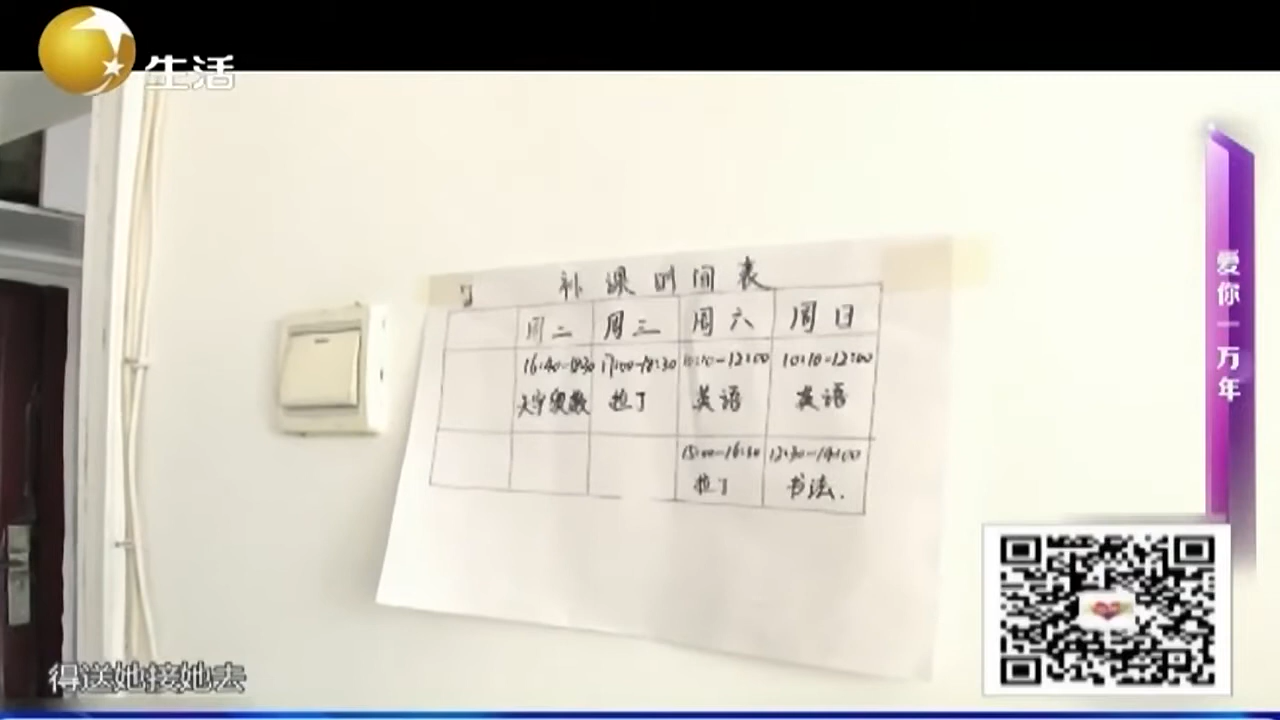 生活
补课时间表
周二 周三 周六 周日
16:40-18:30 17:00-18:30 10:10-12:00 10:10-12:00
大宇奥数 拉丁 英语 英语
15:00-16:30 12:30-14:00
拉丁 书法.
爱你一万年
得送她接她去